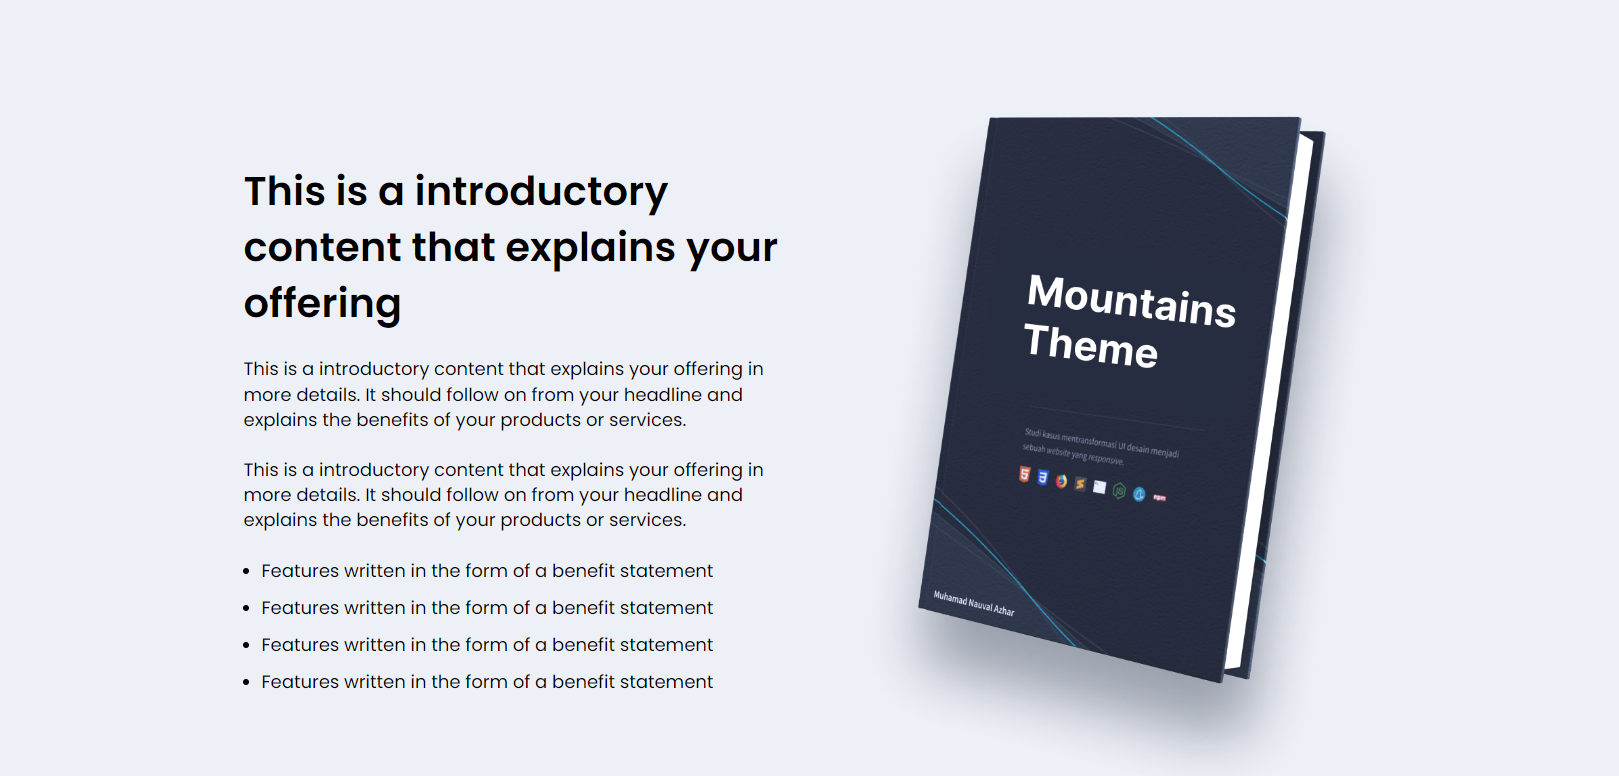 This is a introductory
content that explains your
offering
This is a introductory content that explains your offering in
more details. It should follow on from your headline and
explains the benefits of your products or services.
This is a introductory content that explains your offering in
more details. It should follow on from your headline and
explains the benefits of your products or services.
• Features written in the form of a benefit statement
• Features written in the form of a benefit statement
• Features written in the form of a benefit statement
• Features written in the form of a benefit statement
Mountains
Theme
Studi kasus mentransformasi UI desain menjadi
sebuah website yang responsive.
Muhamad Nauval Azhar